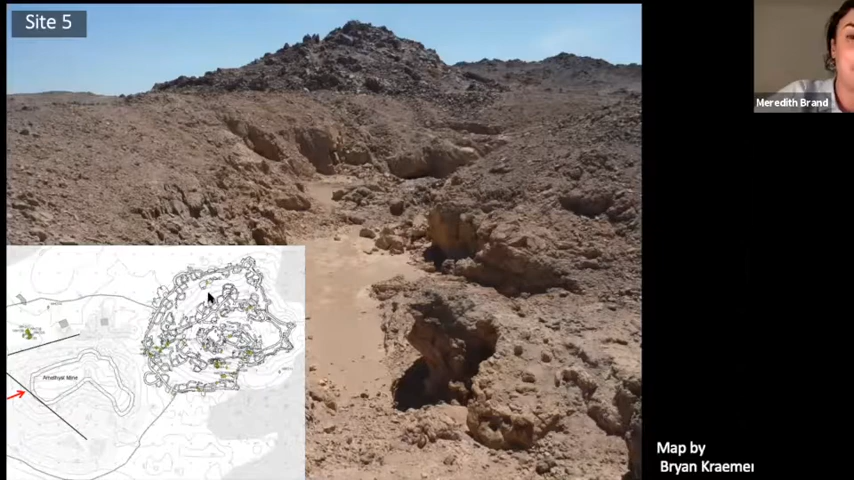 Site 5
Meredith Brand
Amethyst Mine
Map by
Bryan Kraemer